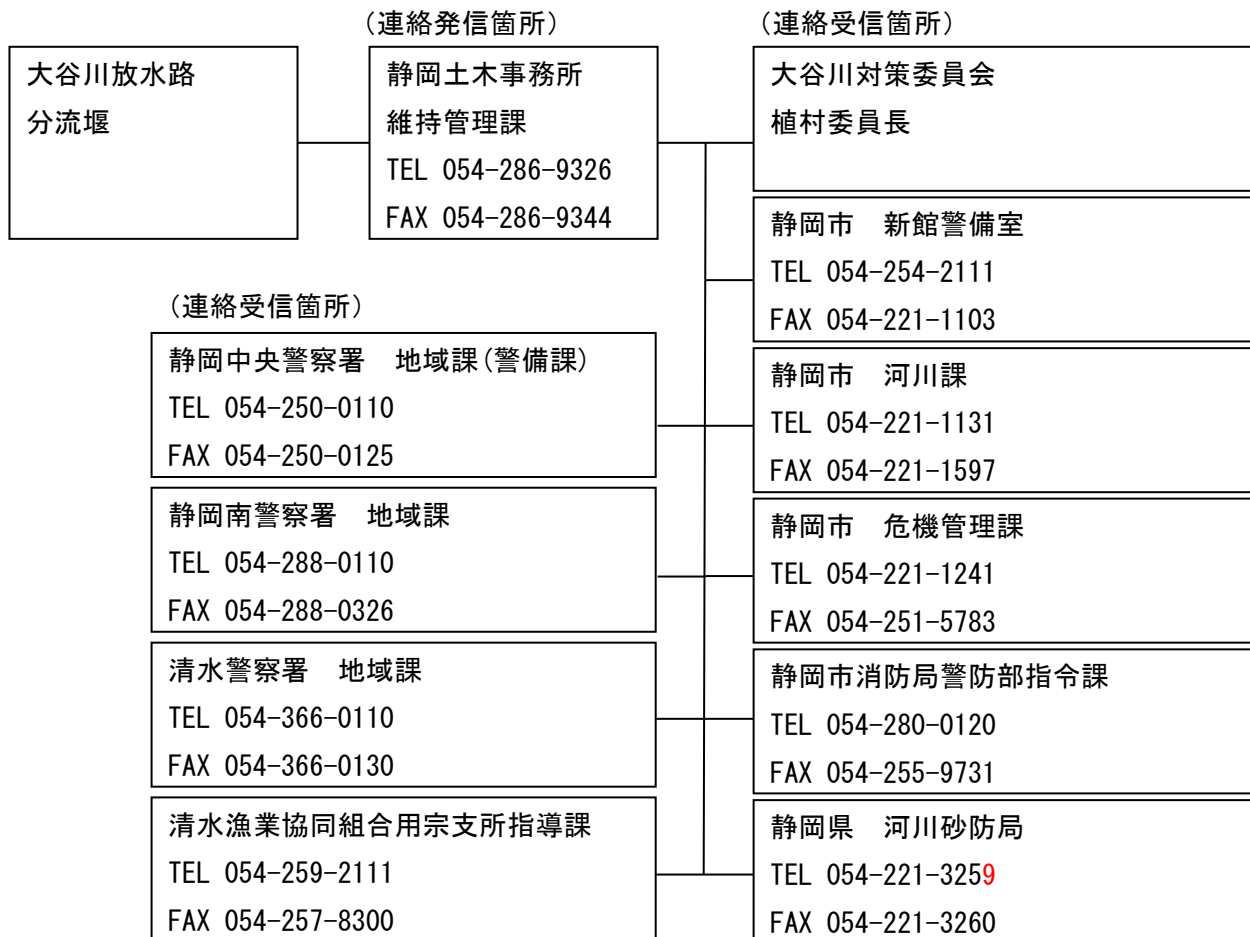 （連絡発信箇所）
（連絡受信箇所）
大谷川放水路
分流堰
静岡土木事務所
維持管理課
TEL 054-286-9326
FAX 054-286-9344
大谷川対策委員会
植村委員長
静岡市　新館警備室
TEL 054-254-2111
FAX 054-221-1103
静岡市　河川課
TEL 054-221-1131
FAX 054-221-1597
静岡市　危機管理課
TEL 054-221-1241
FAX 054-251-5783
静岡市消防局警防部指令課
TEL 054-280-0120
FAX 054-255-9731
静岡県　河川砂防局
TEL 054-221-3259
FAX 054-221-3260
（連絡受信箇所）
静岡中央警察署　地域課(警備課)
TEL 054-250-0110
FAX 054-250-0125
静岡南警察署　地域課
TEL 054-288-0110
FAX 054-288-0326
清水警察署　地域課
TEL 054-366-0110
FAX 054-366-0130
清水漁業協同組合用宗支所指導課
TEL 054-259-2111
FAX 054-257-8300